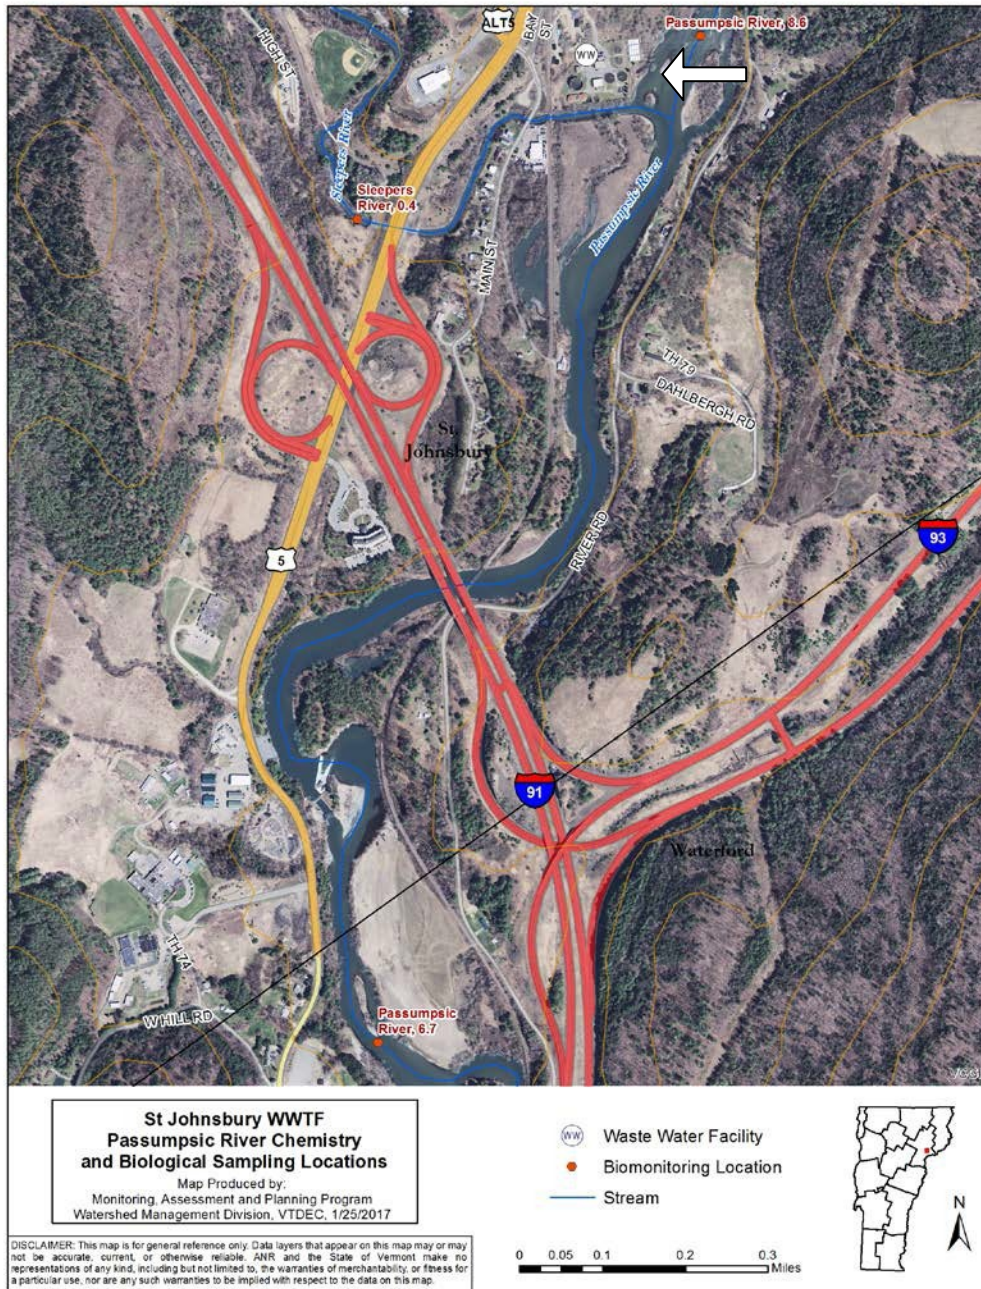 Passumpsic River, 8.6
ALT5
BAY ST
HIGH ST
WW
Sleepers River
Sleepers
River, 0.4
Passumpsic River
MAIN ST
TH 79
DAHLBERGH RD
St.
Johnsbury
RIVER RD
93
5
91
Waterford
TH 74
W HILL RD
Passumpsic
River, 6.7
St Johnsbury WWTF
Passumpsic River Chemistry
and Biological Sampling Locations
Map Produced by:
Monitoring, Assessment and Planning Program
Watershed Management Division, VTDEC, 1/25/2017
WW Waste Water Facility
Biomonitoring Location
Stream
N
0 0.05 0.1 0.2 0.3
Miles
DISCLAIMER: This map is for general reference only. Data layers that appear on this map may or may
not be accurate, current, or otherwise reliable. ANR and the State of Vermont make no
representations of any kind, including but not limited to, the warranties of merchantability, or fitness for
a particular use, nor are any such warranties to be implied with respect to the data on this map.